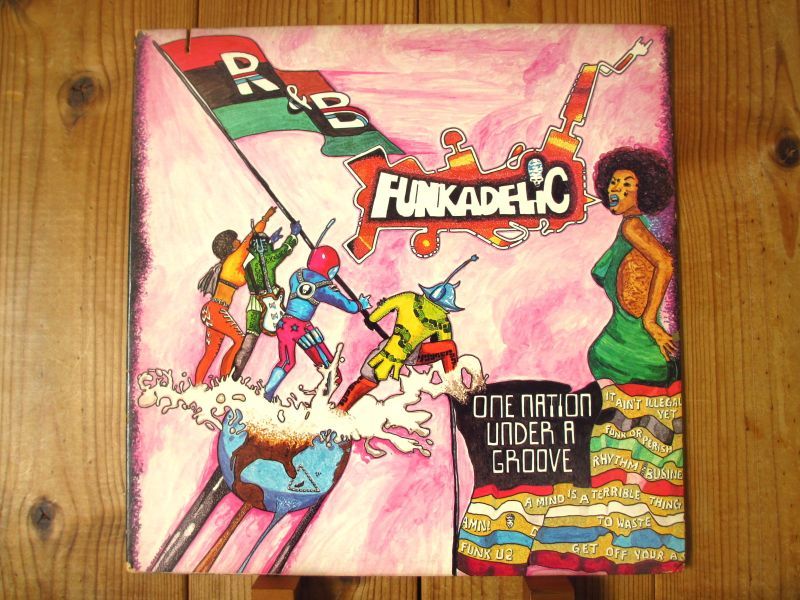 R & B
FUNKADELIC
ONE NATION
UNDER A
GROOVE
IT AIN'T ILLEGAL
YET
FUNK OR PERISH
RHYTHM & BUSINE
A MIND IS A TERRIBLE THING
TO WASTE
AMN!
FUNK U2
GET OFF YOUR A